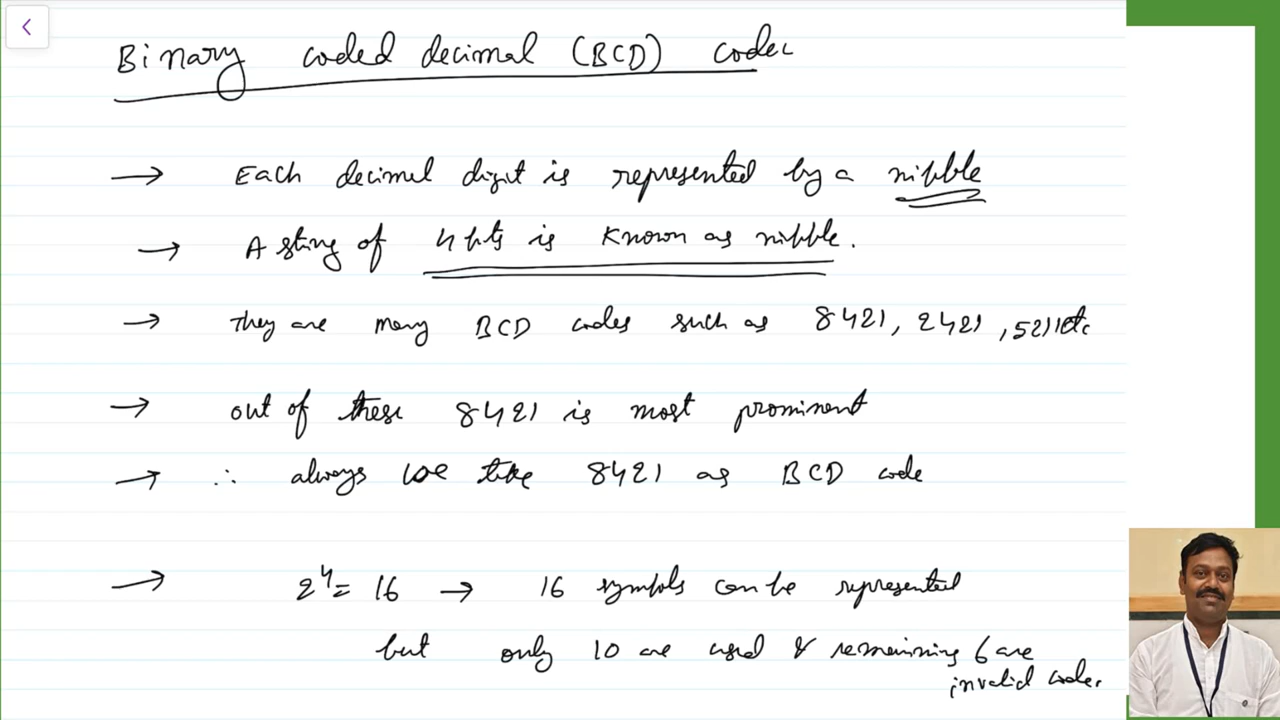 Binary coded decimal (BCD) codes
→ Each decimal digit is represented by a nibble
→ A string of 4 bits is known as nibble.
→ They are many BCD codes such as 8421, 2421, 5211 etc
→ out of these 8421 is most prominent
→ ∴ always we take 8421 as BCD code
→ 2⁴ = 16 → 16 symbols can be represented
but only 10 are used & remaining 6 are
invalid codes.